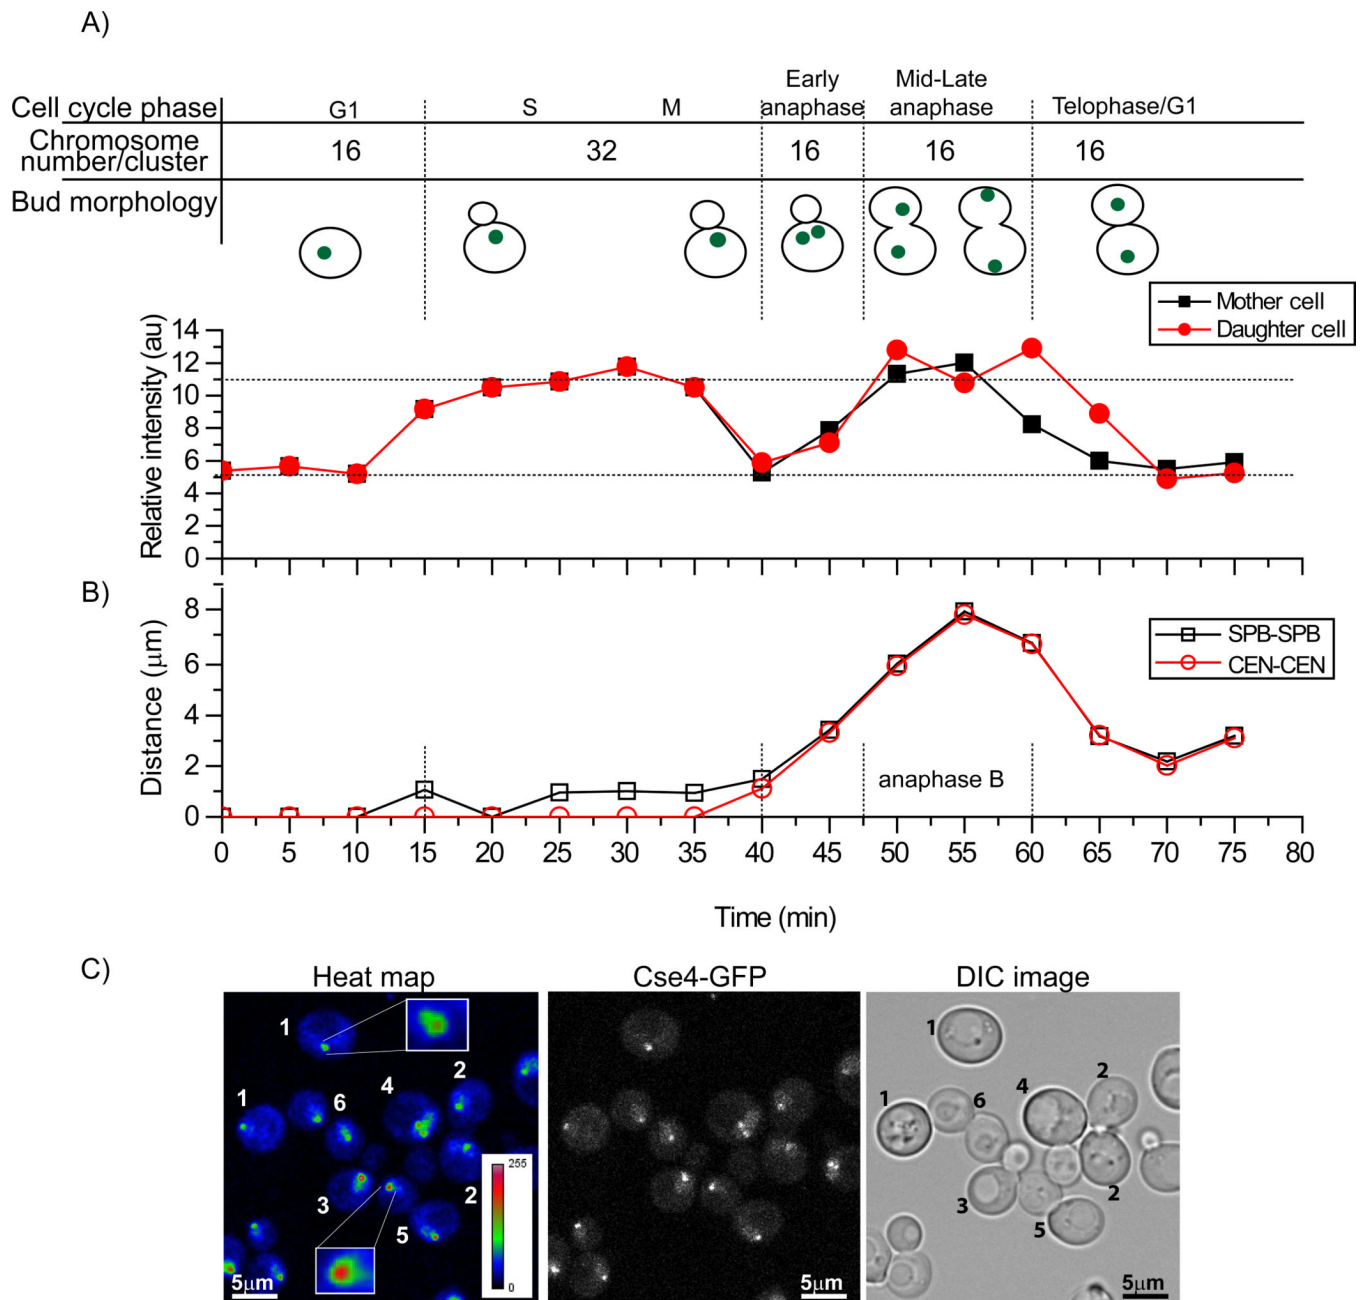 A)
Cell cycle phase G1 S M Early anaphase Mid-Late anaphase Telophase/G1
Chromosome number/cluster 16 32 16 16 16
Bud morphology
Mother cell
Daughter cell
Relative intensity (au)
14
12
10
8
6
4
2
0
B)
Distance (μm)
8
6
4
2
0
SPB-SPB
CEN-CEN
anaphase B
0 5 10 15 20 25 30 35 40 45 50 55 60 65 70 75 80
Time (min)
C)
Heat map Cse4-GFP DIC image
1
1
2
4
6
3
2
5
255
0
5μm
5μm
1
1
6
4
2
3
2
5
5μm